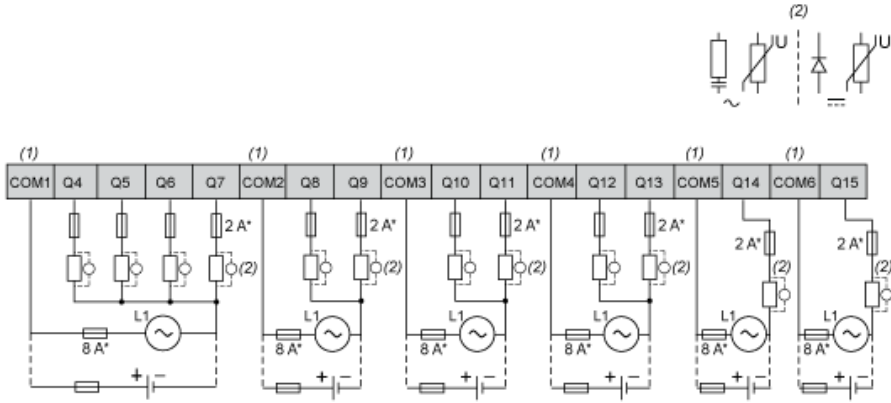 (2)
U U
(1) (1) (1) (1) (1) (1)
COM1 Q4 Q5 Q6 Q7 COM2 Q8 Q9 COM3 Q10 Q11 COM4 Q12 Q13 COM5 Q14 COM6 Q15
2 A* 2 A* 2 A* 2 A* 2 A* 2 A*
(2) (2) (2) (2) (2) (2)
L1 L1 L1 L1 L1 L1
8 A* 8 A* 8 A* 8 A* 8 A* 8 A*
+ − + − + − + − + − + −